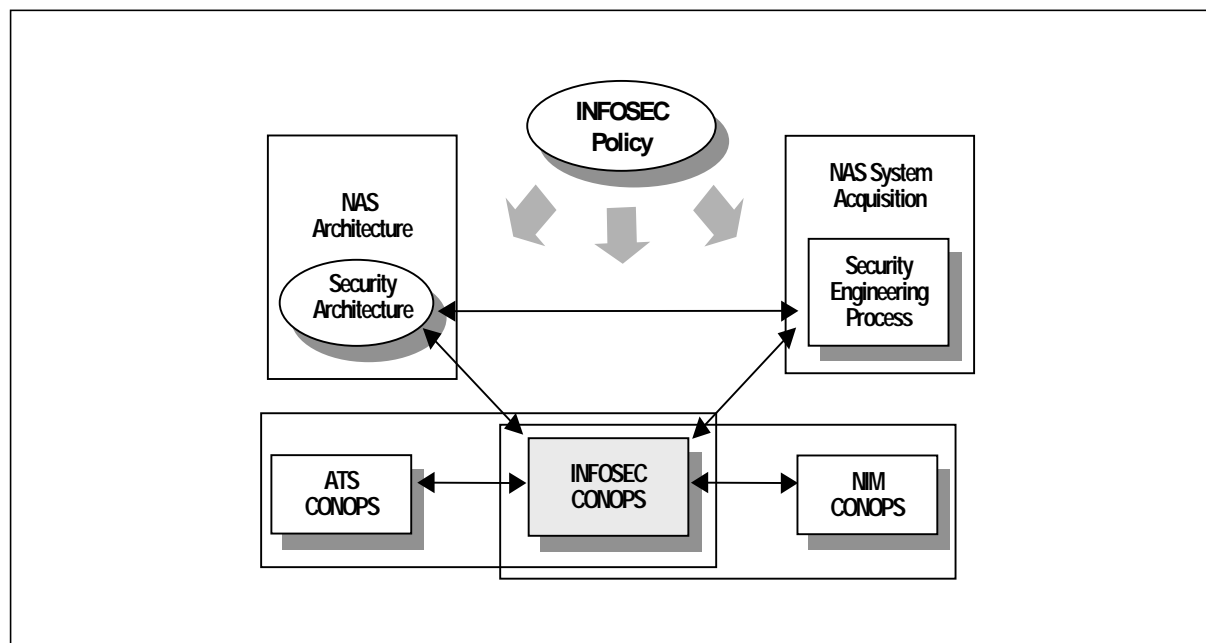 INFOSEC
Policy
NAS
Architecture
Security
Architecture
NAS System
Acquisition
Security
Engineering
Process
ATS
CONOPS
INFOSEC
CONOPS
NIM
CONOPS